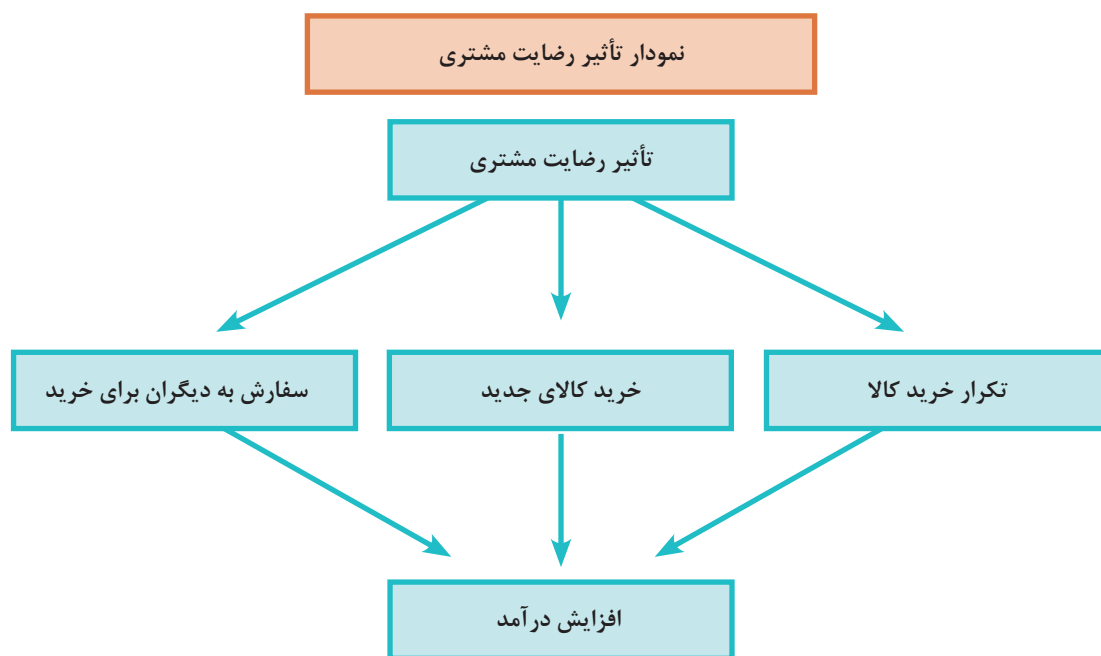 نمودار تأثیر رضایت مشتری
تأثیر رضایت مشتری
تکرار خرید کالا
خرید کالای جدید
سفارش به دیگران برای خرید
افزایش درآمد